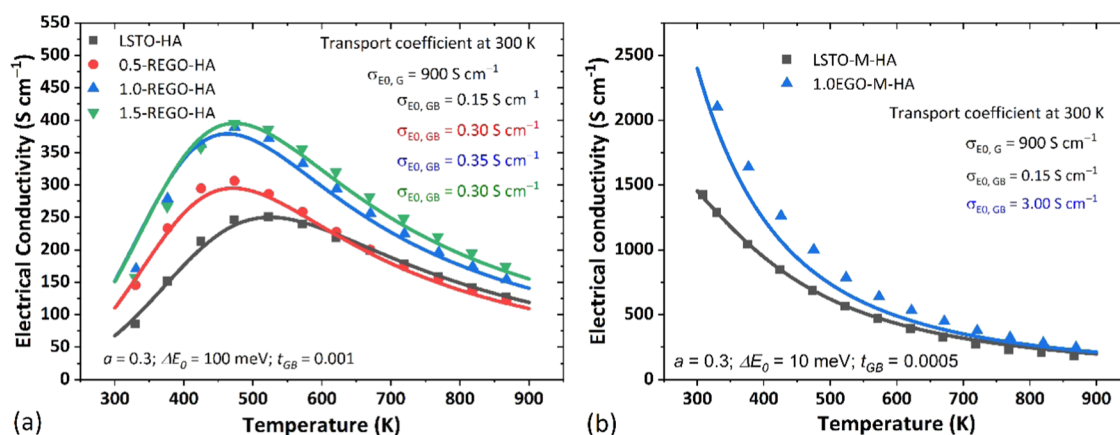 550
500
450
400
350
300
250
200
150
100
50
0
Electrical Conductivity (S cm⁻¹)
LSTO-HA
0.5-REGO-HA
1.0-REGO-HA
1.5-REGO-HA
Transport coefficient at 300 K
σE0, G = 900 S cm⁻¹
σE0, GB = 0.15 S cm⁻¹
σE0, GB = 0.30 S cm⁻¹
σE0, GB = 0.35 S cm⁻¹
σE0, GB = 0.30 S cm⁻¹
a = 0.3; ΔE0 = 100 meV; tGB = 0.001
300 400 500 600 700 800 900
Temperature (K)
(a)
2500
2000
1500
1000
500
0
Electrical conductivity (S cm⁻¹)
LSTO-M-HA
1.0EGO-M-HA
Transport coefficient at 300 K
σE0, G = 900 S cm⁻¹
σE0, GB = 0.15 S cm⁻¹
σE0, GB = 3.00 S cm⁻¹
a = 0.3; ΔE0 = 10 meV; tGB = 0.0005
300 400 500 600 700 800 900
Temperature (K)
(b)